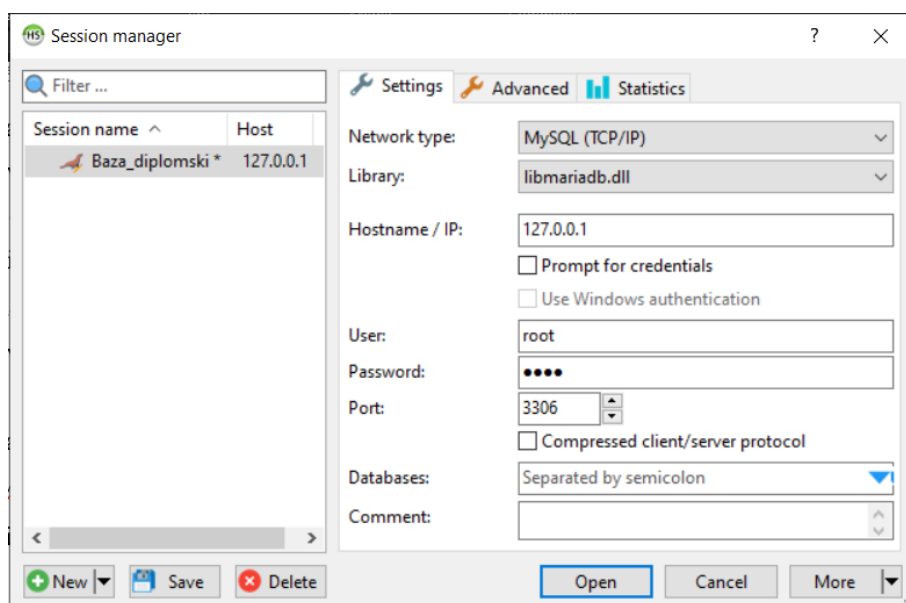 HS Session manager ? ×
Filter ...
Session name Host
Baza_diplomski * 127.0.0.1
Settings Advanced Statistics
Network type: MySQL (TCP/IP)
Library: libmariadb.dll
Hostname / IP: 127.0.0.1
Prompt for credentials
Use Windows authentication
User: root
Password: ●●●●
Port: 3306
Compressed client/server protocol
Databases: Separated by semicolon
Comment:
New Save Delete Open Cancel More